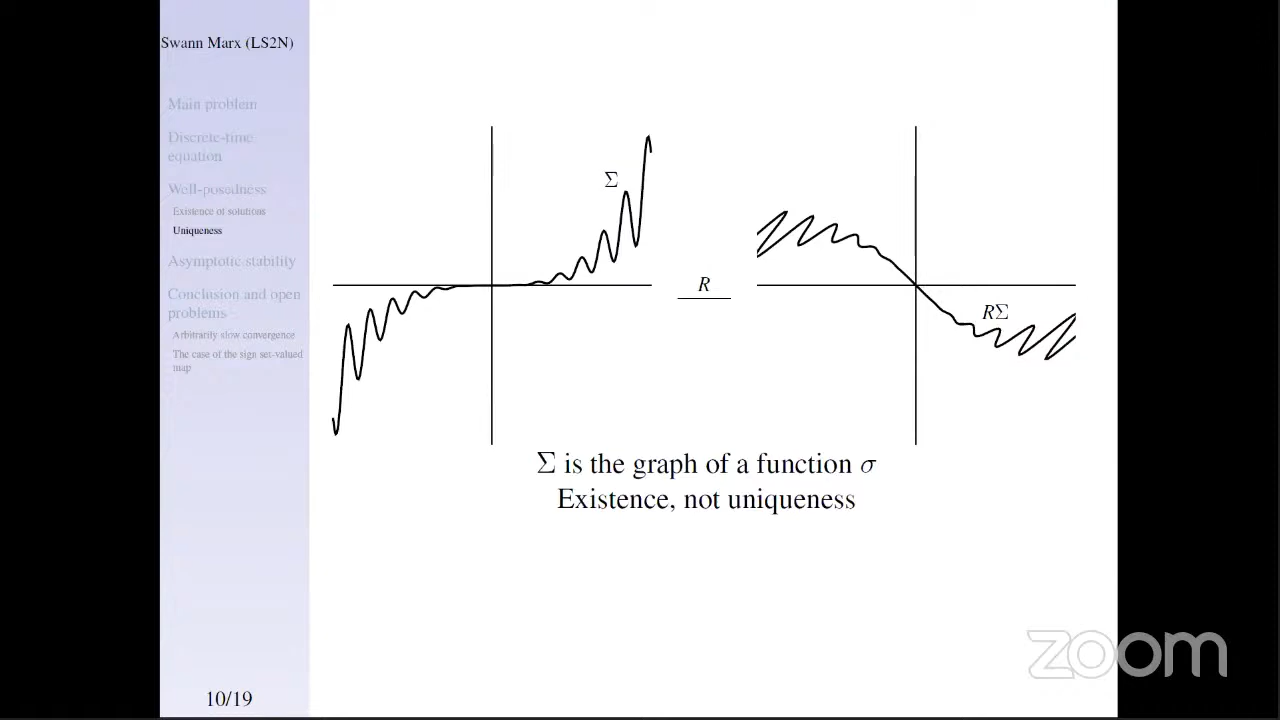 Swann Marx (LS2N)
Main problem
Discrete-time
equation
Well-posedness
Existence of solutions
Uniqueness
Asymptotic stability
Conclusion and open
problems
Arbitrarily slow convergence
The case of the sign set-valued
map
Σ
R
RΣ
Σ is the graph of a function σ
Existence, not uniqueness
10/19
zoom